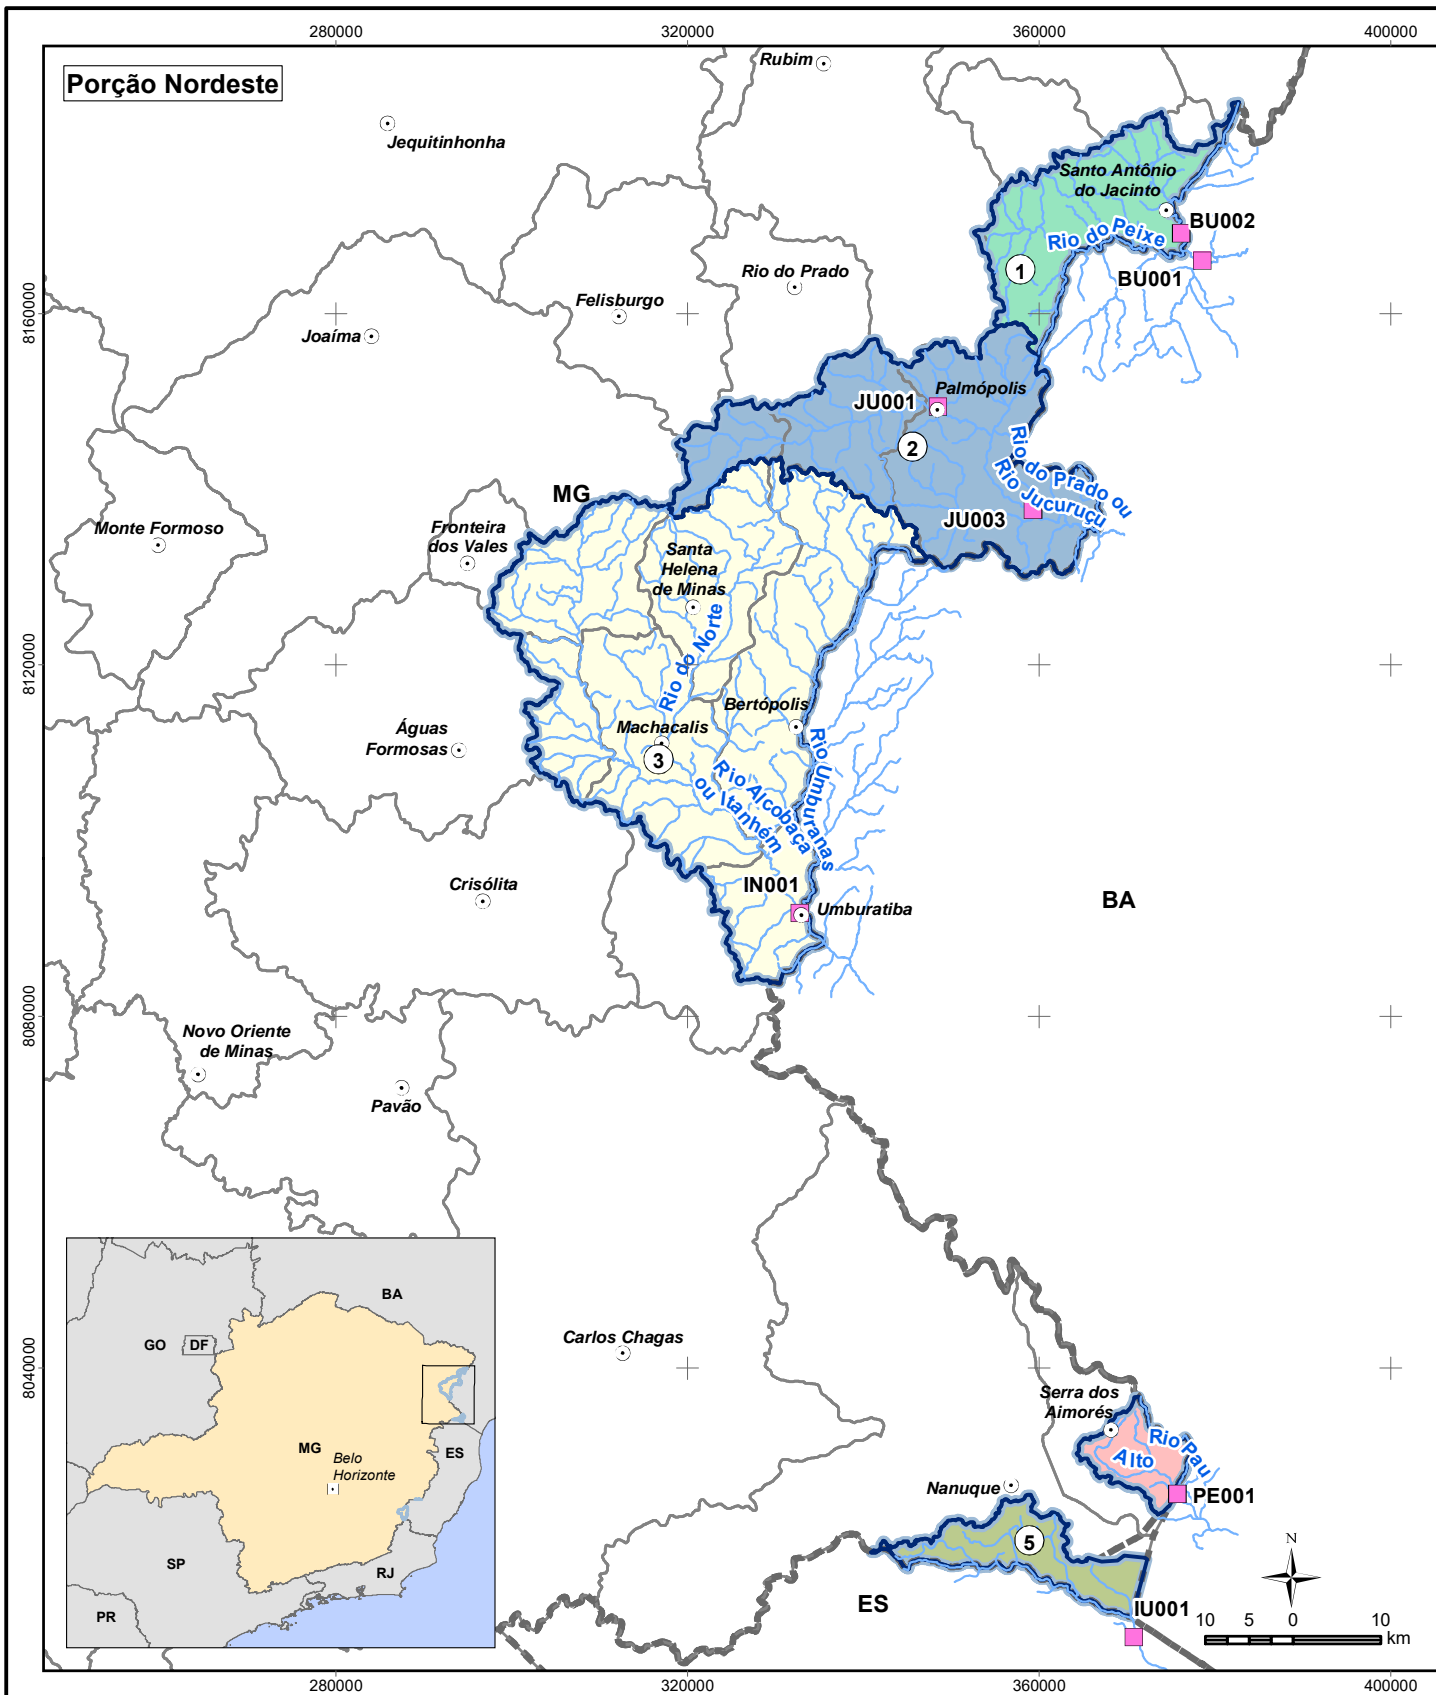 280000
320000
360000
400000
Porção Nordeste
Rubim
Jequitinhonha
Santo Antônio
do Jacinto
BU002
Rio do Peixe
BU001
1
Rio do Prado
Felisburgo
8160000
Joaíma
Palmópolis
JU001
2
Rio do Prado ou
Rio Jucuruçu
JU003
MG
Monte Formoso
Fronteira
dos Vales
Santa
Helena
de Minas
Rio do Norte
8120000
Bertópolis
Machacalis
3
Águas
Formosas
Rio Umburanas
Rio Alcobaça
ou Itanhém
IN001
Umburatiba
Crisólita
BA
8080000
Novo Oriente
de Minas
Pavão
Carlos Chagas
8040000
Serra dos
Aimorés
Rio Pau
Alto
PE001
Nanuque
5
ES
IU001
N
10
5
0
10
km
BA
GO
DF
MG
Belo
Horizonte
ES
SP
RJ
PR
280000
320000
360000
400000